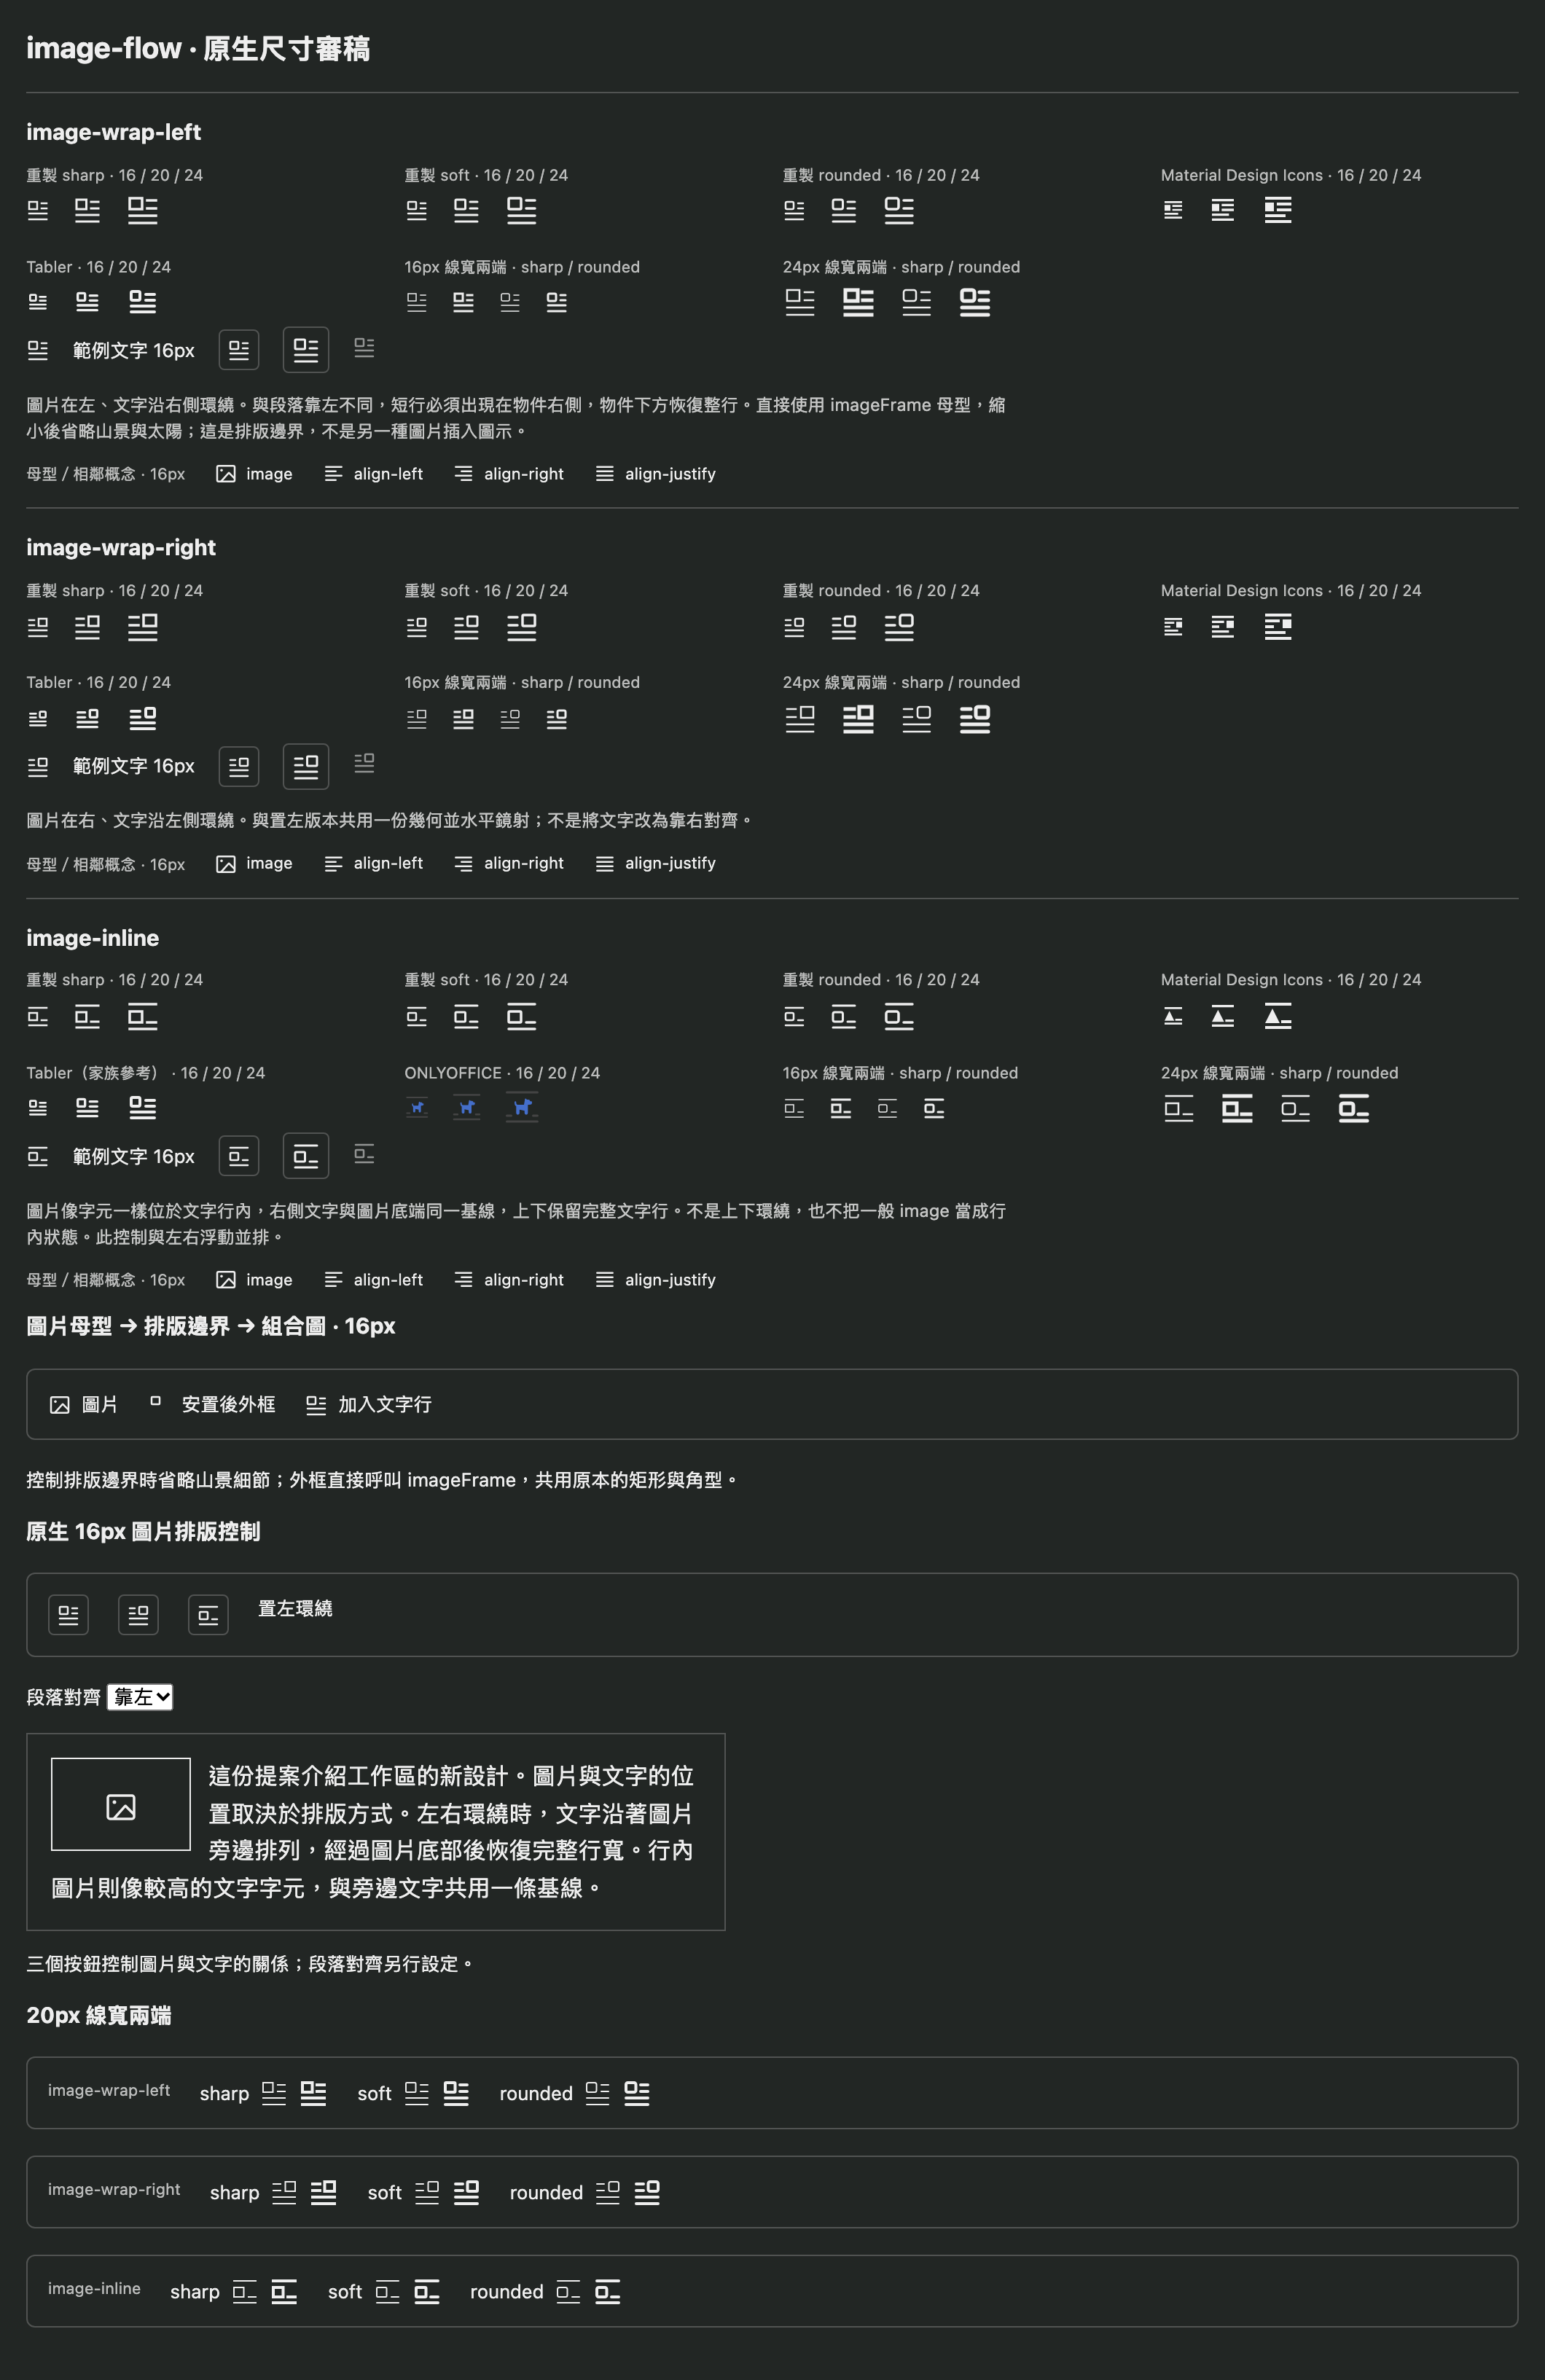 image-flow · 原生尺寸審稿
image-wrap-left
重製 sharp · 16 / 20 / 24
重製 soft · 16 / 20 / 24
重製 rounded · 16 / 20 / 24
Material Design Icons · 16 / 20 / 24
Tabler · 16 / 20 / 24
16px 線寬兩端 · sharp / rounded
24px 線寬兩端 · sharp / rounded
範例文字 16px
圖片在左、文字沿右側環繞。與段落靠左不同，短行必須出現在物件右側，物件下方恢復整行。直接使用 imageFrame 母型，縮
小後省略山景與太陽；這是排版邊界，不是另一種圖片插入圖示。
母型 / 相鄰概念 · 16px image align-left align-right align-justify
image-wrap-right
重製 sharp · 16 / 20 / 24
重製 soft · 16 / 20 / 24
重製 rounded · 16 / 20 / 24
Material Design Icons · 16 / 20 / 24
Tabler · 16 / 20 / 24
16px 線寬兩端 · sharp / rounded
24px 線寬兩端 · sharp / rounded
範例文字 16px
圖片在右、文字沿左側環繞。與置左版本共用一份幾何並水平鏡射；不是將文字改為靠右對齊。
母型 / 相鄰概念 · 16px image align-left align-right align-justify
image-inline
重製 sharp · 16 / 20 / 24
重製 soft · 16 / 20 / 24
重製 rounded · 16 / 20 / 24
Material Design Icons · 16 / 20 / 24
Tabler（家族參考） · 16 / 20 / 24
ONLYOFFICE · 16 / 20 / 24
16px 線寬兩端 · sharp / rounded
24px 線寬兩端 · sharp / rounded
範例文字 16px
圖片像字元一樣位於文字行內，右側文字與圖片底端同一基線，上下保留完整文字行。不是上下環繞，也不把一般 image 當成行
內狀態。此控制與左右浮動並排。
母型 / 相鄰概念 · 16px image align-left align-right align-justify
圖片母型 → 排版邊界 → 組合圖 · 16px
圖片 安置後外框 加入文字行
控制排版邊界時省略山景細節；外框直接呼叫 imageFrame，共用原本的矩形與角型。
原生 16px 圖片排版控制
置左環繞
段落對齊 靠左
這份提案介紹工作區的新設計。圖片與文字的位
置取決於排版方式。左右環繞時，文字沿著圖片
旁邊排列，經過圖片底部後恢復完整行寬。行內
圖片則像較高的文字字元，與旁邊文字共用一條基線。
三個按鈕控制圖片與文字的關係；段落對齊另行設定。
20px 線寬兩端
image-wrap-left sharp soft rounded
image-wrap-right sharp soft rounded
image-inline sharp soft rounded